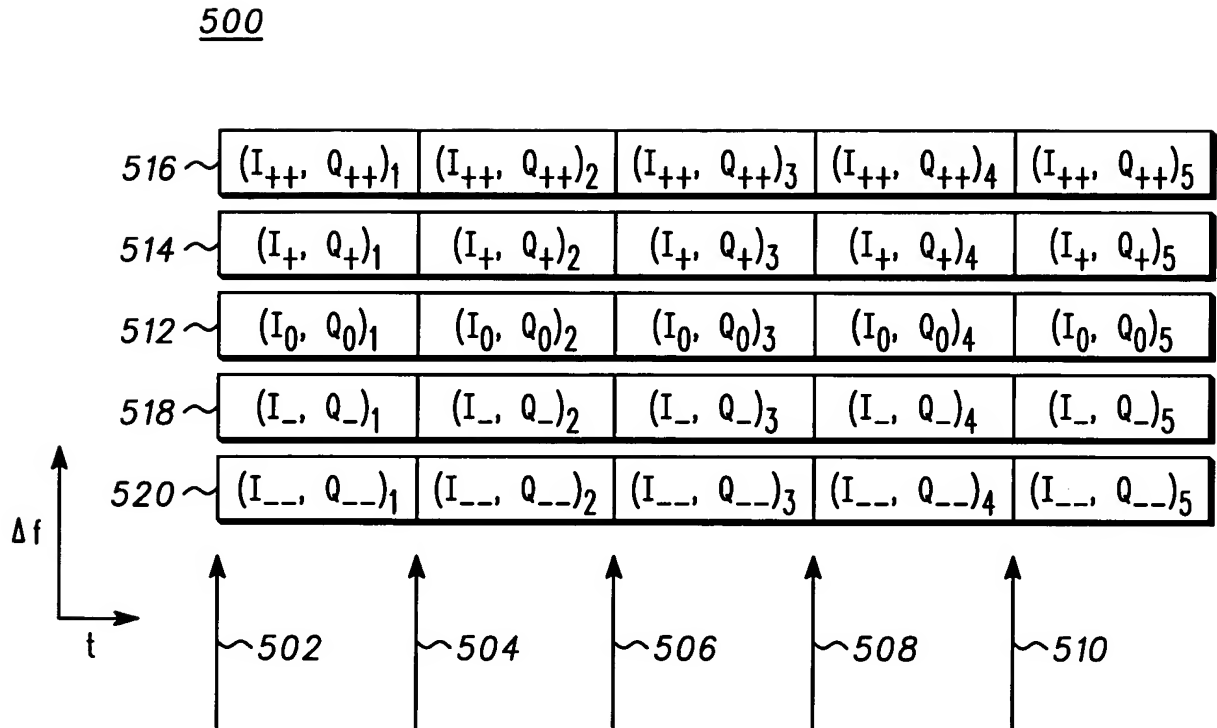 500
516 (I++, Q++)1 (I++, Q++)2 (I++, Q++)3 (I++, Q++)4 (I++, Q++)5
514 (I+, Q+)1 (I+, Q+)2 (I+, Q+)3 (I+, Q+)4 (I+, Q+)5
512 (I0, Q0)1 (I0, Q0)2 (I0, Q0)3 (I0, Q0)4 (I0, Q0)5
518 (I-, Q-)1 (I-, Q-)2 (I-, Q-)3 (I-, Q-)4 (I-, Q-)5
520 (I--, Q--)1 (I--, Q--)2 (I--, Q--)3 (I--, Q--)4 (I--, Q--)5
Δf
t
502 504 506 508 510